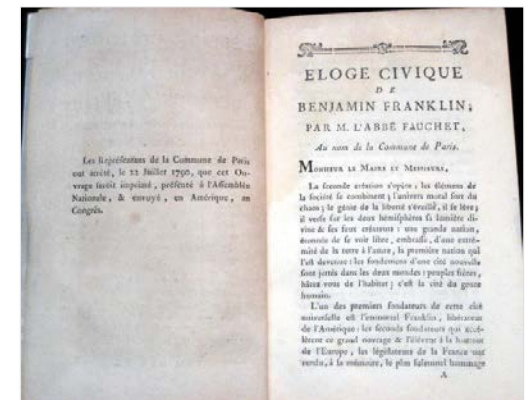 Les Représentans de la Commune de Paris
ont arrêté, le 22 Juillet 1790, que cet Ou-
vrage seroit imprimé, présenté à l'Assemblée
Nationale, & envoyé, en Amérique, au
Congrès.
ELOGE CIVIQUE
DE
BENJAMIN FRANKLIN,
PAR M. L'ABBÉ FAUCHET,
Au nom de la Commune de Paris.
MONSIEUR LE MAIRE ET MESSIEURS,
La seconde création s'opère ; les élémens de
la société se combinent ; l'univers moral sort du
chaos ; le génie de la liberté s'éveille, il se lève ;
il verse sur les deux hémisphères sa lumière di-
vine & ses feux créateurs : une grande nation,
étonnée de se voir libre, embrasse, d'une extré-
mité de la terre à l'autre, la première nation qui
l'est devenue : les fondemens d'une cité nouvelle
sont jettés dans les deux mondes ; peuples frères,
hâtez vous de l'habiter ; c'est la cité du genre
humain.
L'un des premiers fondateurs de cette cité
universelle est l'immortel Franklin, libérateur
de l'Amérique : les seconds fondateurs qui accé-
lèrent ce grand ouvrage & l'élèvent à la hauteur
de l'Europe, les législateurs de la France ont
rendu, à sa mémoire, le plus solemnel hommage
A